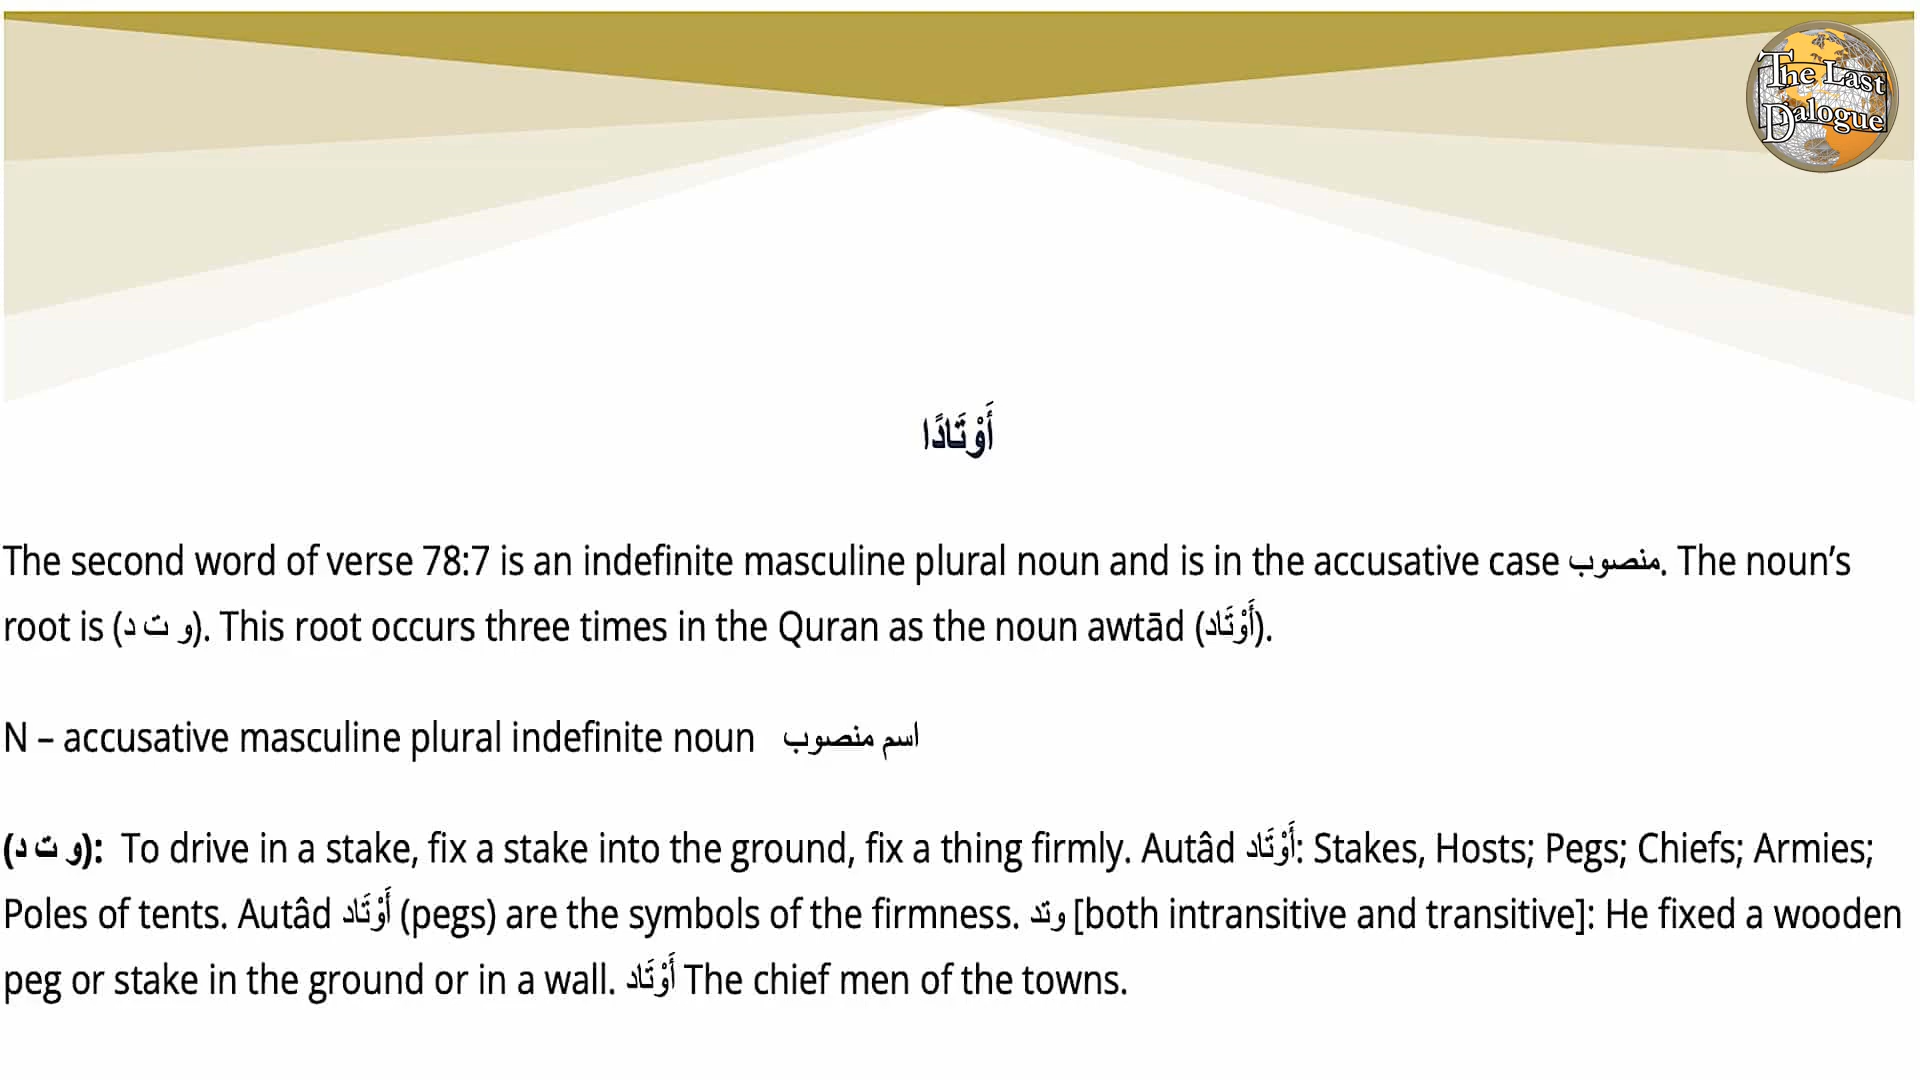 The Last
Dialogue
أَوْتَادًا
The second word of verse 78:7 is an indefinite masculine plural noun and is in the accusative case منصوب. The noun’s
root is (و ت د). This root occurs three times in the Quran as the noun awtād (أَوْتَاد).
N – accusative masculine plural indefinite noun اسم منصوب
(و ت د): To drive in a stake, fix a stake into the ground, fix a thing firmly. Autâd أَوْتَاد: Stakes, Hosts; Pegs; Chiefs; Armies;
Poles of tents. Autâd أَوْتَاد (pegs) are the symbols of the firmness. وتد [both intransitive and transitive]: He fixed a wooden
peg or stake in the ground or in a wall. أَوْتَاد The chief men of the towns.